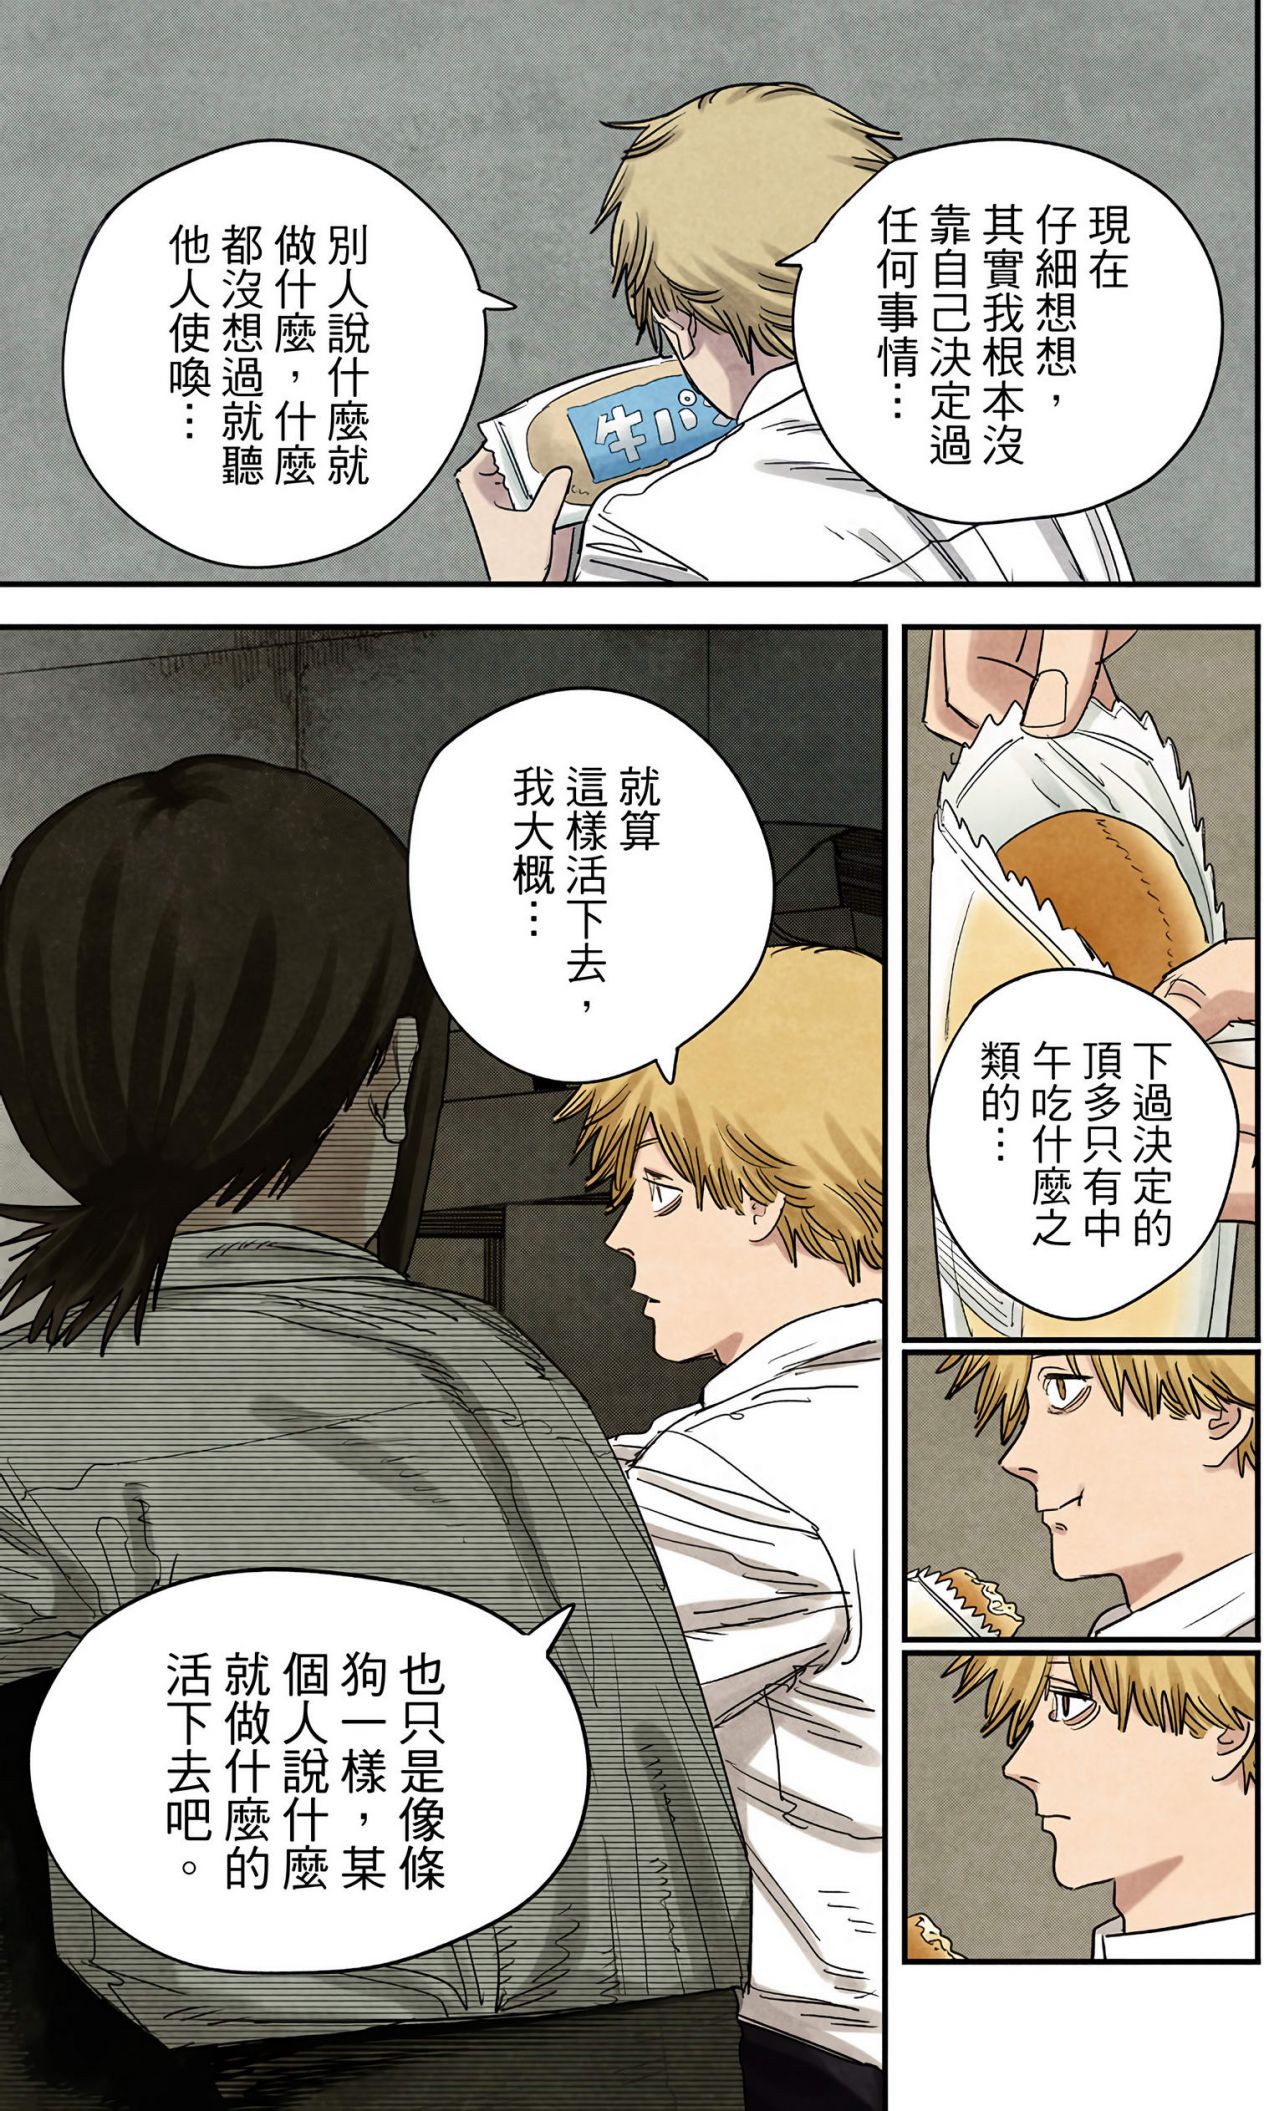 現在
仔細想想，
其實我根本沒
靠自己決定過
任何事情…
別人說什麼就
做什麼，什麼
都沒想過就聽
他人使喚…
牛パン
下過決定的
頂多只有中
午吃什麼之
類的…
就算
這樣活下去，
我大概…
也只是像條
狗一樣，某
個人說什麼
就做什麼的
活下去吧。